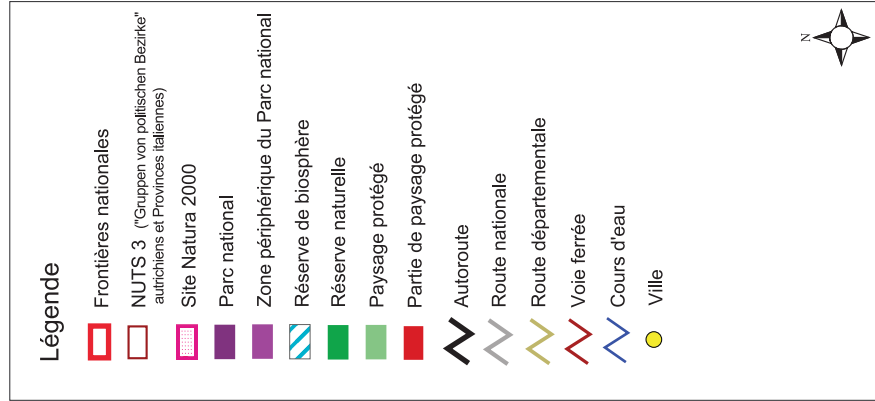 Légende
Frontières nationales
NUTS 3 ("Gruppen von politischen Bezirke"
autrichiens et Provinces italiennes)
Site Natura 2000
Parc national
Zone périphérique du Parc national
Réserve de biosphère
Réserve naturelle
Paysage protégé
Partie de paysage protégé
Autoroute
Route nationale
Route départementale
Voie ferrée
Cours d'eau
Ville
N